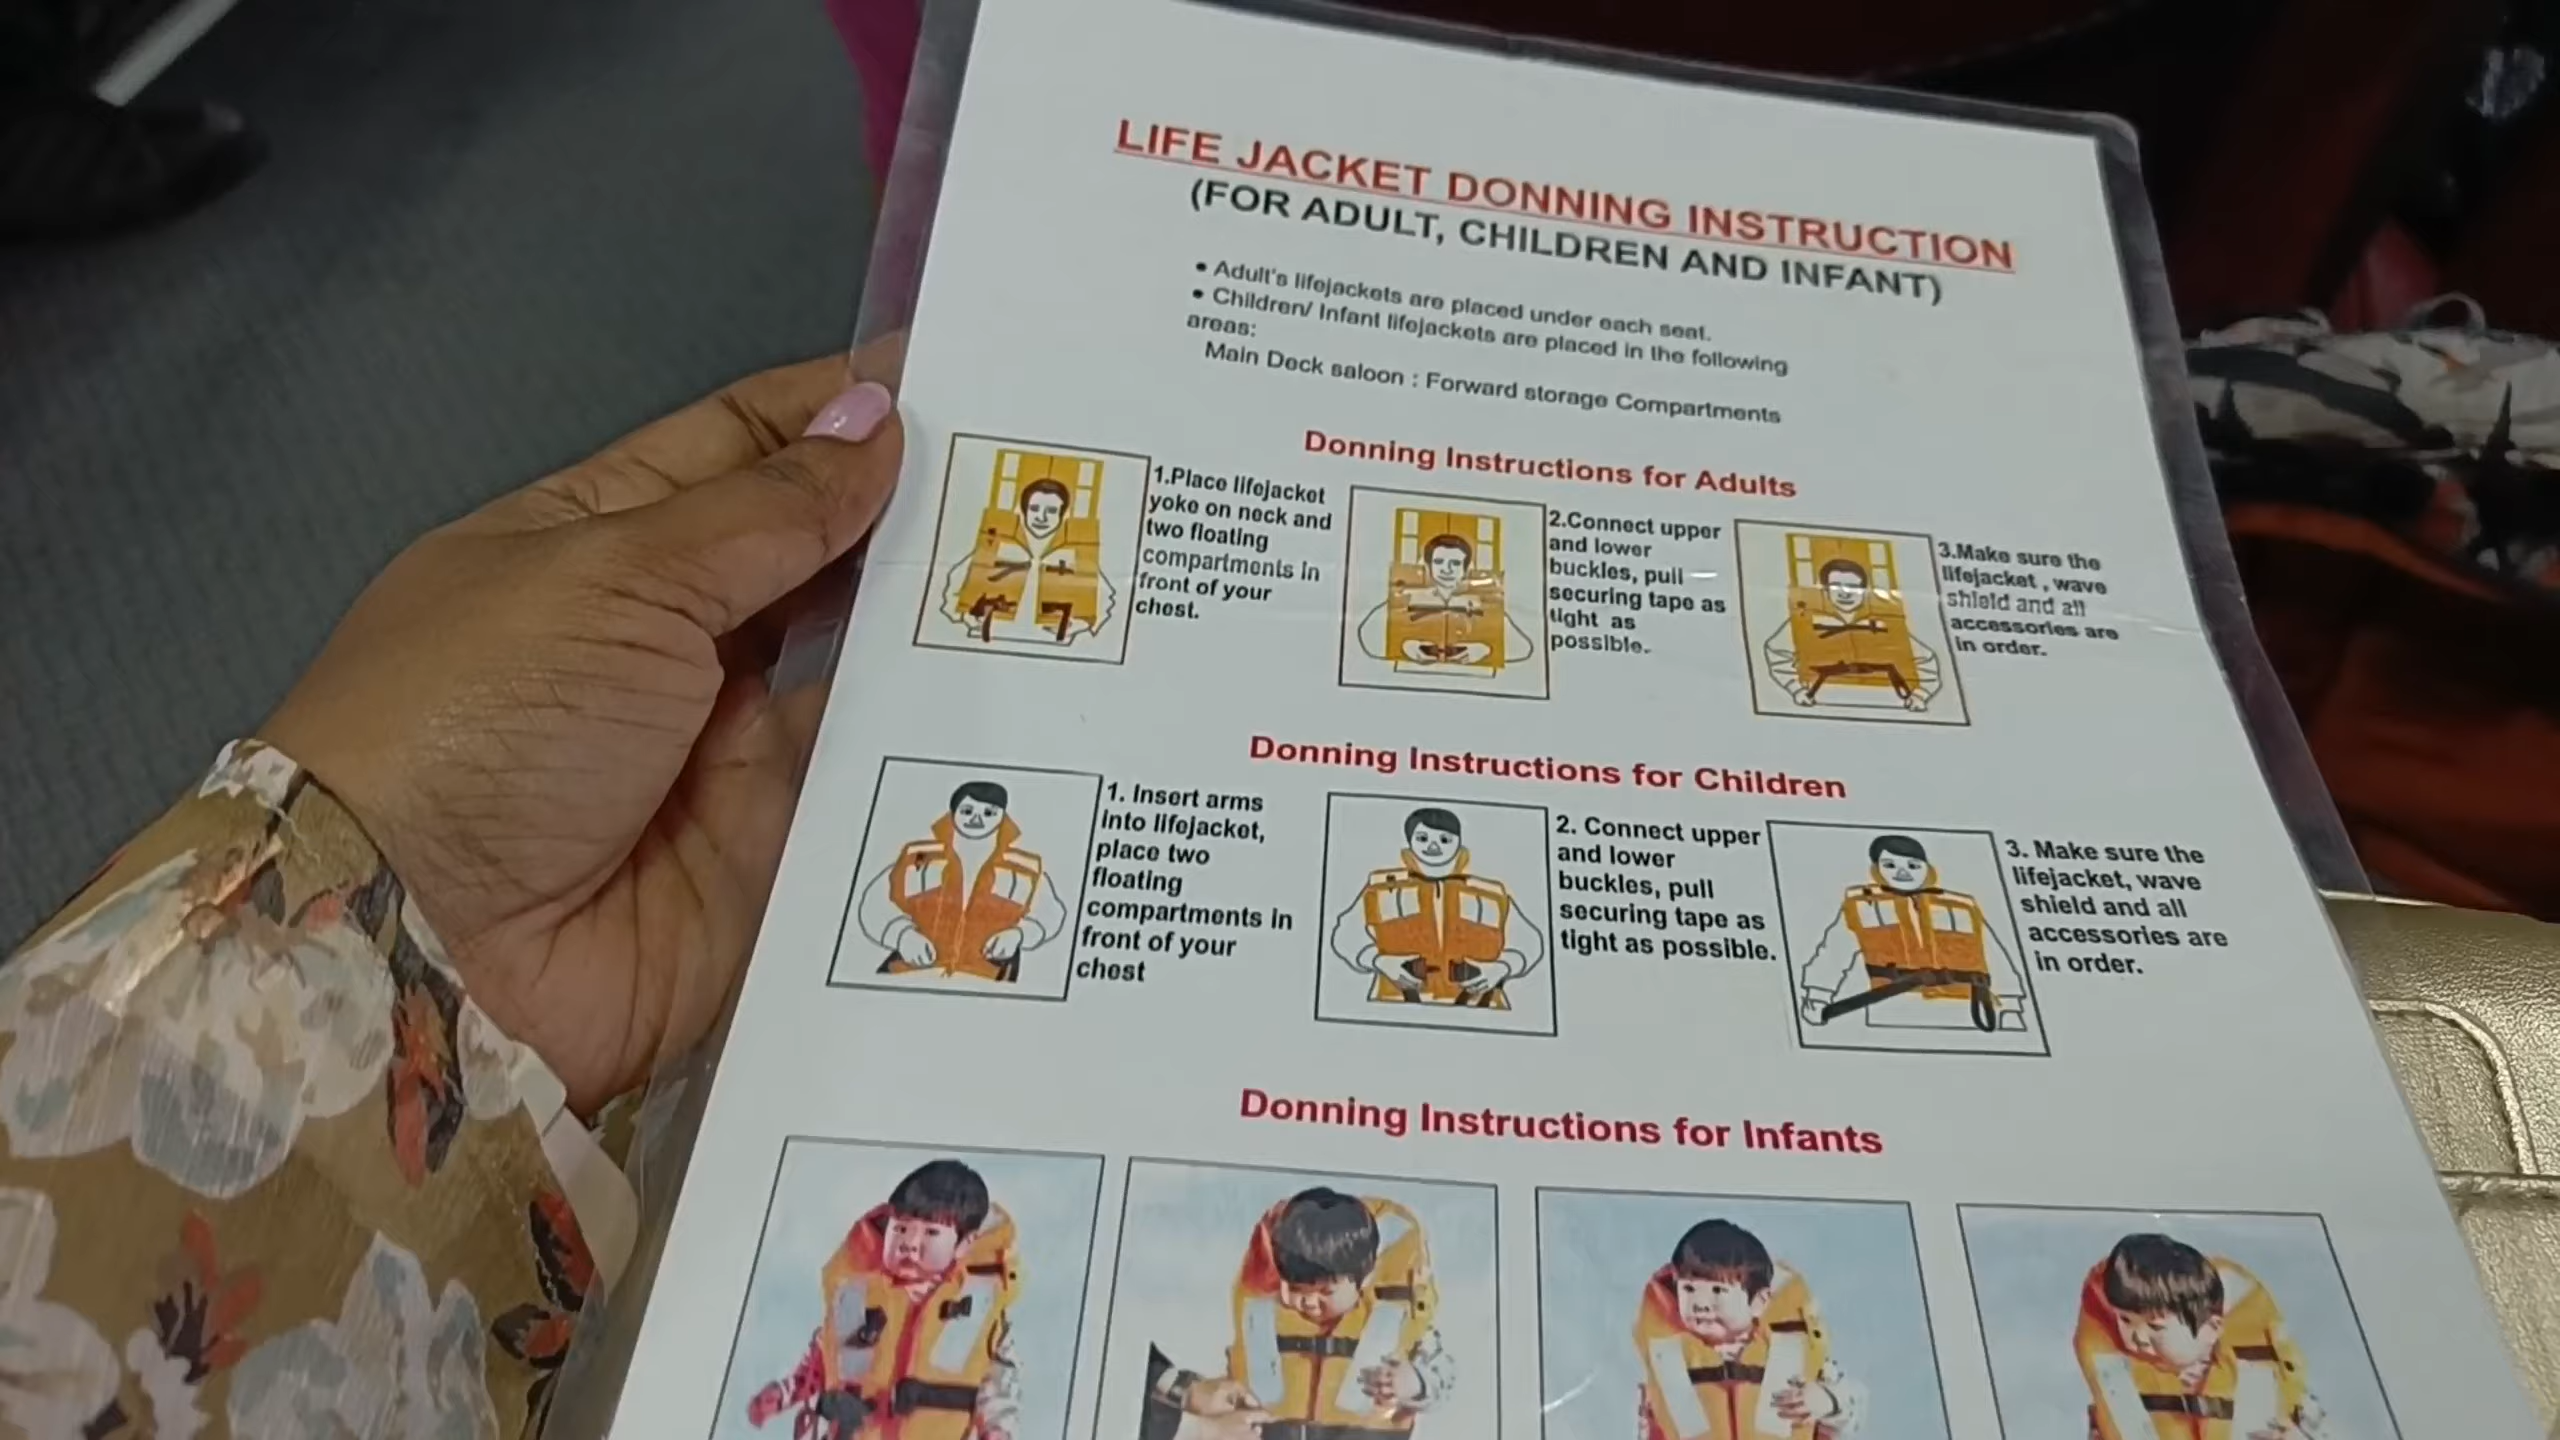 LIFE JACKET DONNING INSTRUCTION
(FOR ADULT, CHILDREN AND INFANT)
• Adult's lifejackets are placed under each seat.
• Children/ Infant lifejackets are placed in the following
areas:
Main Deck saloon : Forward storage Compartments
Donning Instructions for Adults
1.Place lifejacket
yoke on neck and
two floating
compartments in
front of your
chest.
2.Connect upper
and lower
buckles, pull
securing tape as
tight as
possible.
3.Make sure the
lifejacket , wave
shield and all
accessories are
in order.
Donning Instructions for Children
1. Insert arms
into lifejacket,
place two
floating
compartments in
front of your
chest
2. Connect upper
and lower
buckles, pull
securing tape as
tight as possible.
3. Make sure the
lifejacket, wave
shield and all
accessories are
in order.
Donning Instructions for Infants